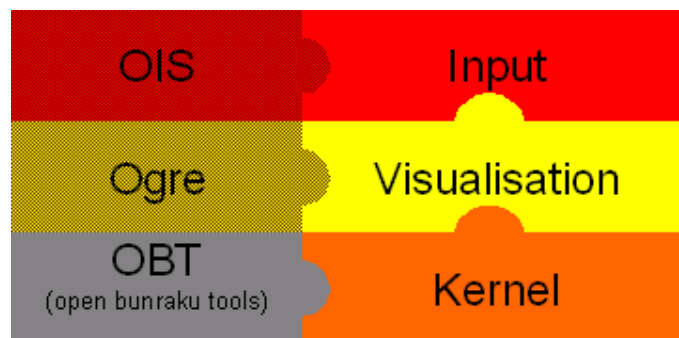 OIS
Input
Ogre
Visualisation
OBT
(open bunraku tools)
Kernel